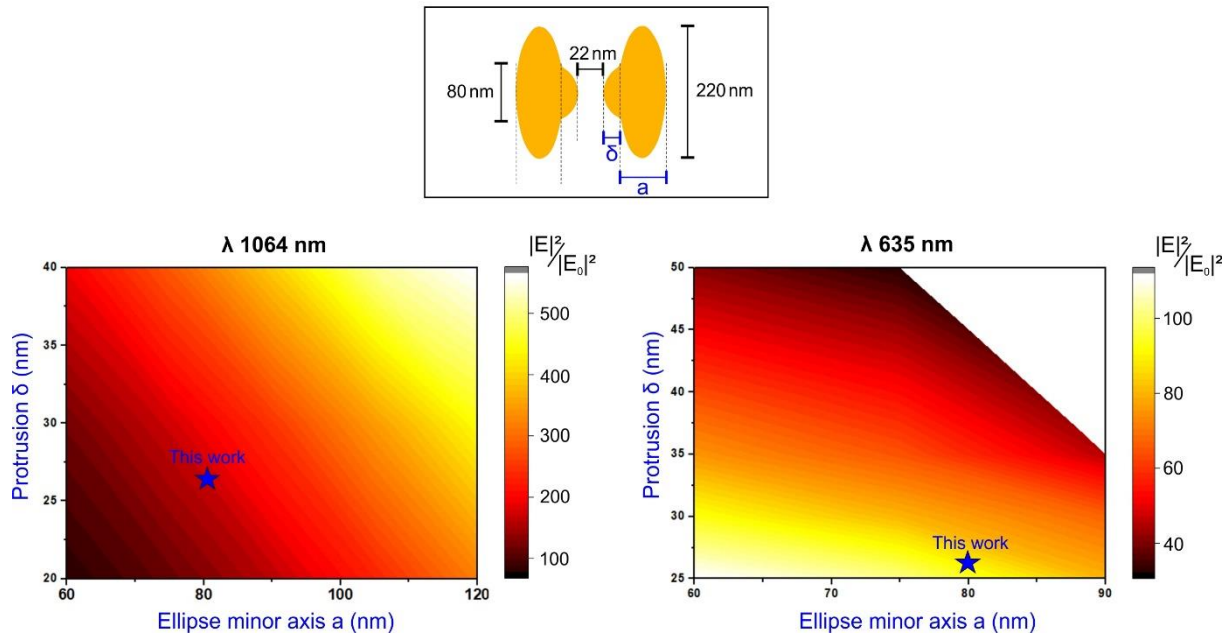 22 nm
80 nm
220 nm
δ
a
λ 1064 nm
|E|²/|E₀|²
40
35
30
25
20
Protrusion δ (nm)
This work
500
400
300
200
100
60
80
100
120
Ellipse minor axis a (nm)
λ 635 nm
|E|²/|E₀|²
50
45
40
35
30
25
Protrusion δ (nm)
This work
100
80
60
40
60
70
80
90
Ellipse minor axis a (nm)